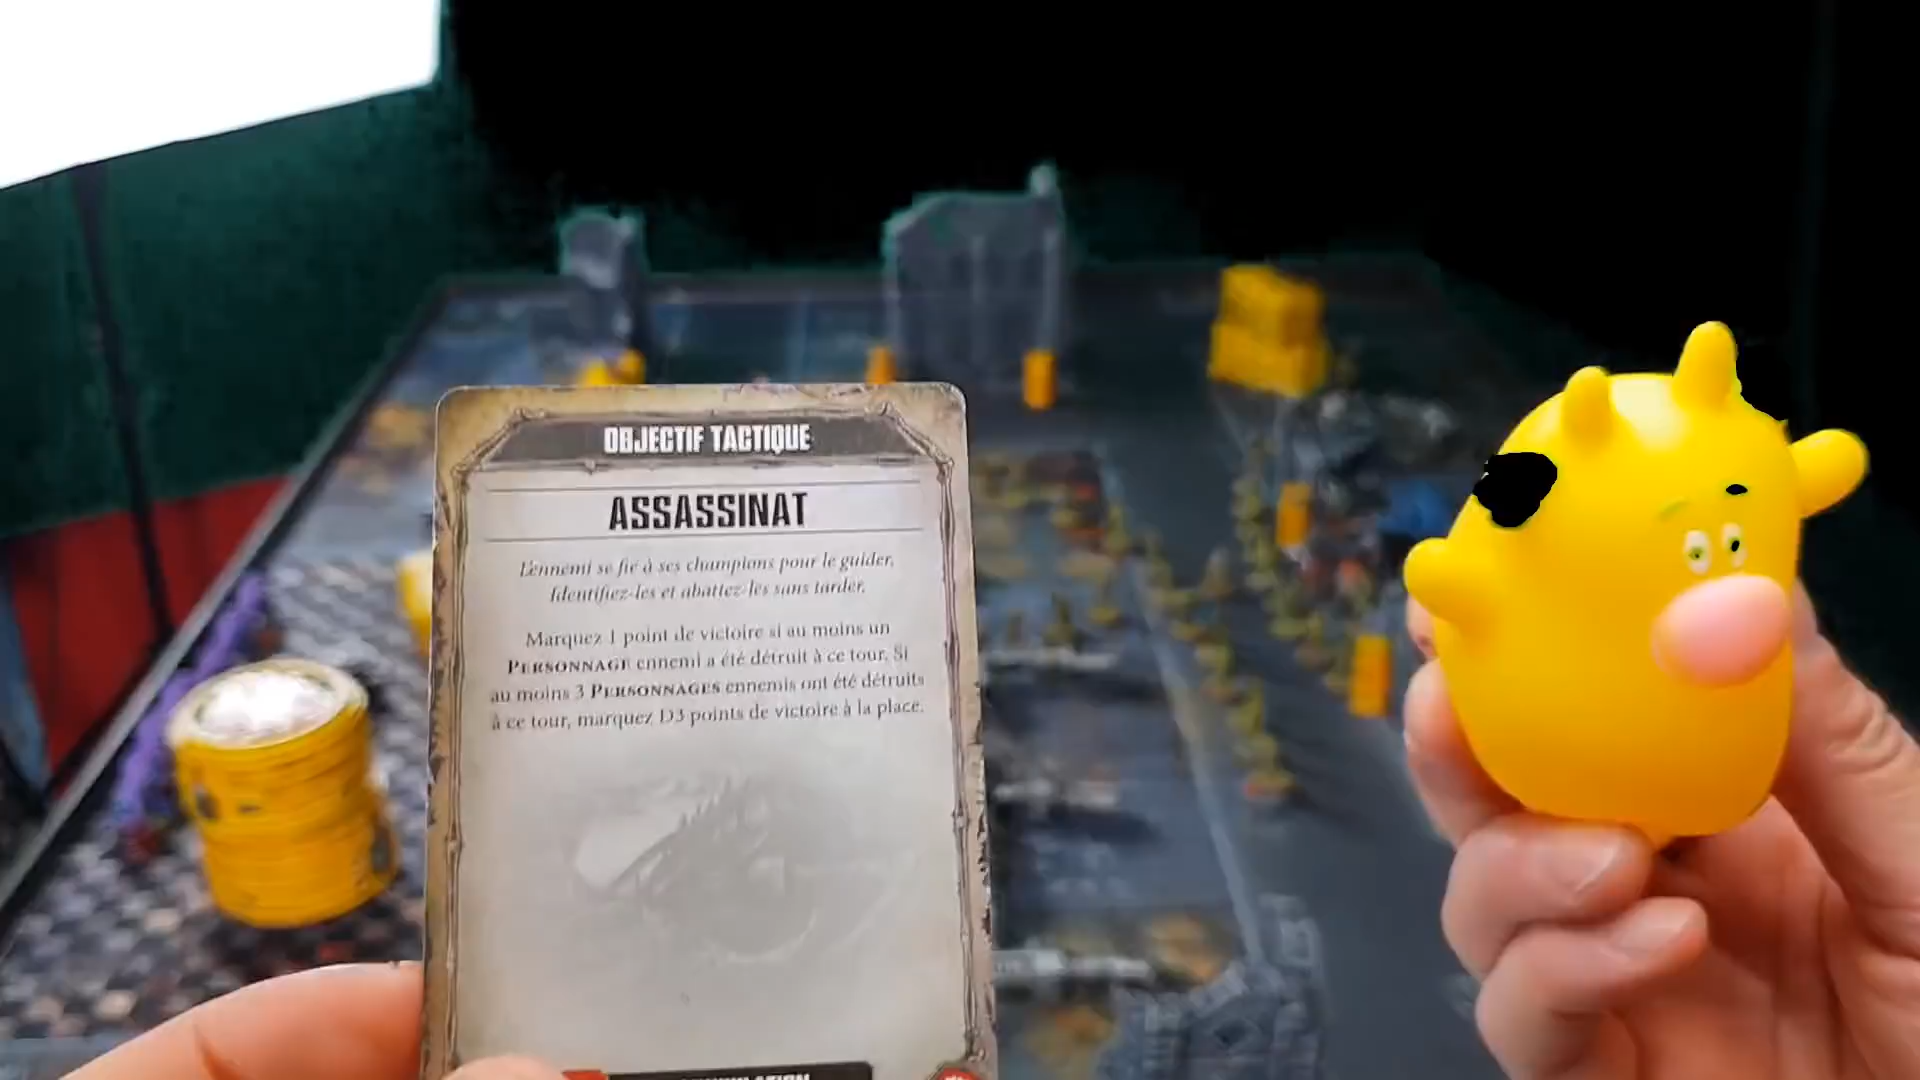 OBJECTIF TACTIQUE
ASSASSINAT
L'ennemi se fie à ses champions pour le guider,
Identifiez-les et abattez-les sans tarder.
Marquez 1 point de victoire si au moins un
PERSONNAGE ennemi a été détruit à ce tour. Si
au moins 3 PERSONNAGES ennemis ont été détruits
à ce tour, marquez D3 points de victoire à la place.